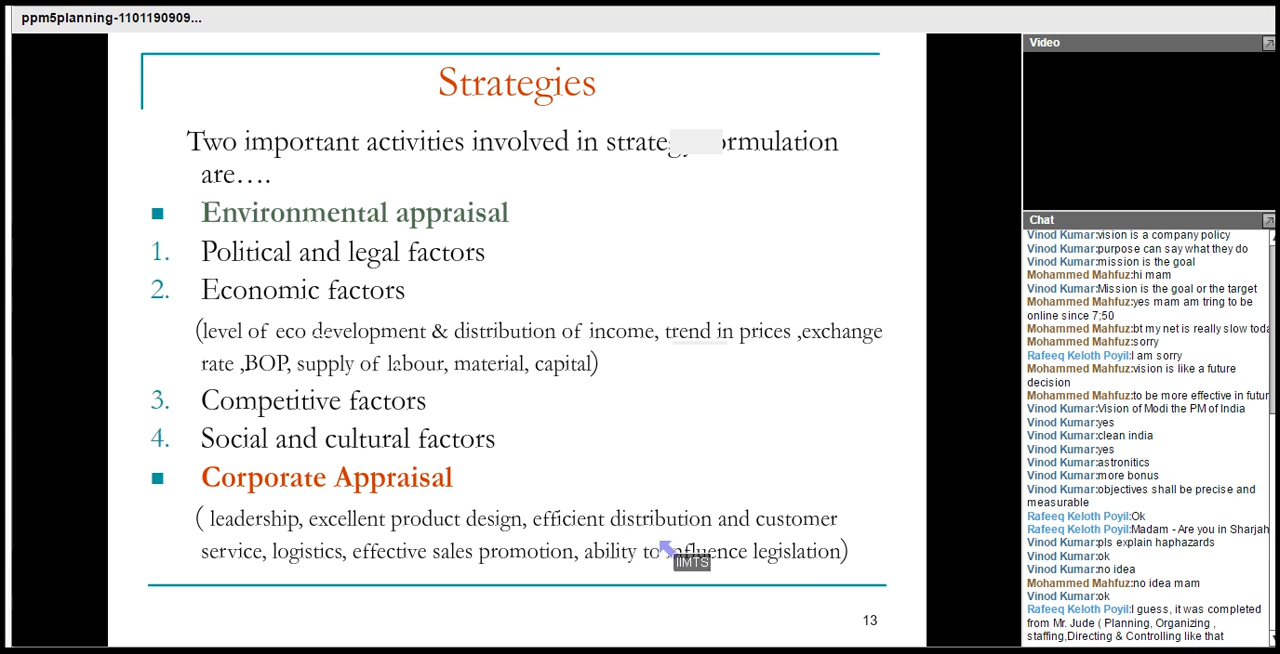 ppm5planning-1101190909...
Strategies
Two important activities involved in strategy ormulation
are….
Environmental appraisal
1. Political and legal factors
2. Economic factors
(level of eco development & distribution of income, trend in prices ,exchange
rate ,BOP, supply of labour, material, capital)
3. Competitive factors
4. Social and cultural factors
Corporate Appraisal
( leadership, excellent product design, efficient distribution and customer
service, logistics, effective sales promotion, ability to influence legislation)
IIMTS
13
Video
Chat
Vinod Kumar:vision is a company policy
Vinod Kumar:purpose can say what they do
Vinod Kumar:mission is the goal
Mohammed Mahfuz:hi mam
Vinod Kumar:Mission is the goal or the target
Mohammed Mahfuz:yes mam am tring to be
online since 7;50
Mohammed Mahfuz:bt my net is really slow toda
Mohammed Mahfuz:sorry
Rafeeq Keloth Poyil:I am sorry
Mohammed Mahfuz:vision is like a future
decision
Mohammed Mahfuz:to be more effective in futur
Vinod Kumar:Vision of Modi the PM of India
Vinod Kumar:yes
Vinod Kumar:clean india
Vinod Kumar:yes
Vinod Kumar:astronitics
Vinod Kumar:more bonus
Vinod Kumar:objectives shall be precise and
measurable
Rafeeq Keloth Poyil:Ok
Rafeeq Keloth Poyil:Madam - Are you in Sharjah
Vinod Kumar:pls explain haphazards
Vinod Kumar:ok
Vinod Kumar:no idea
Mohammed Mahfuz:no idea mam
Vinod Kumar:ok
Rafeeq Keloth Poyil:I guess, it was completed
from Mr. Jude ( Planning, Organizing ,
staffing,Directing & Controlling like that